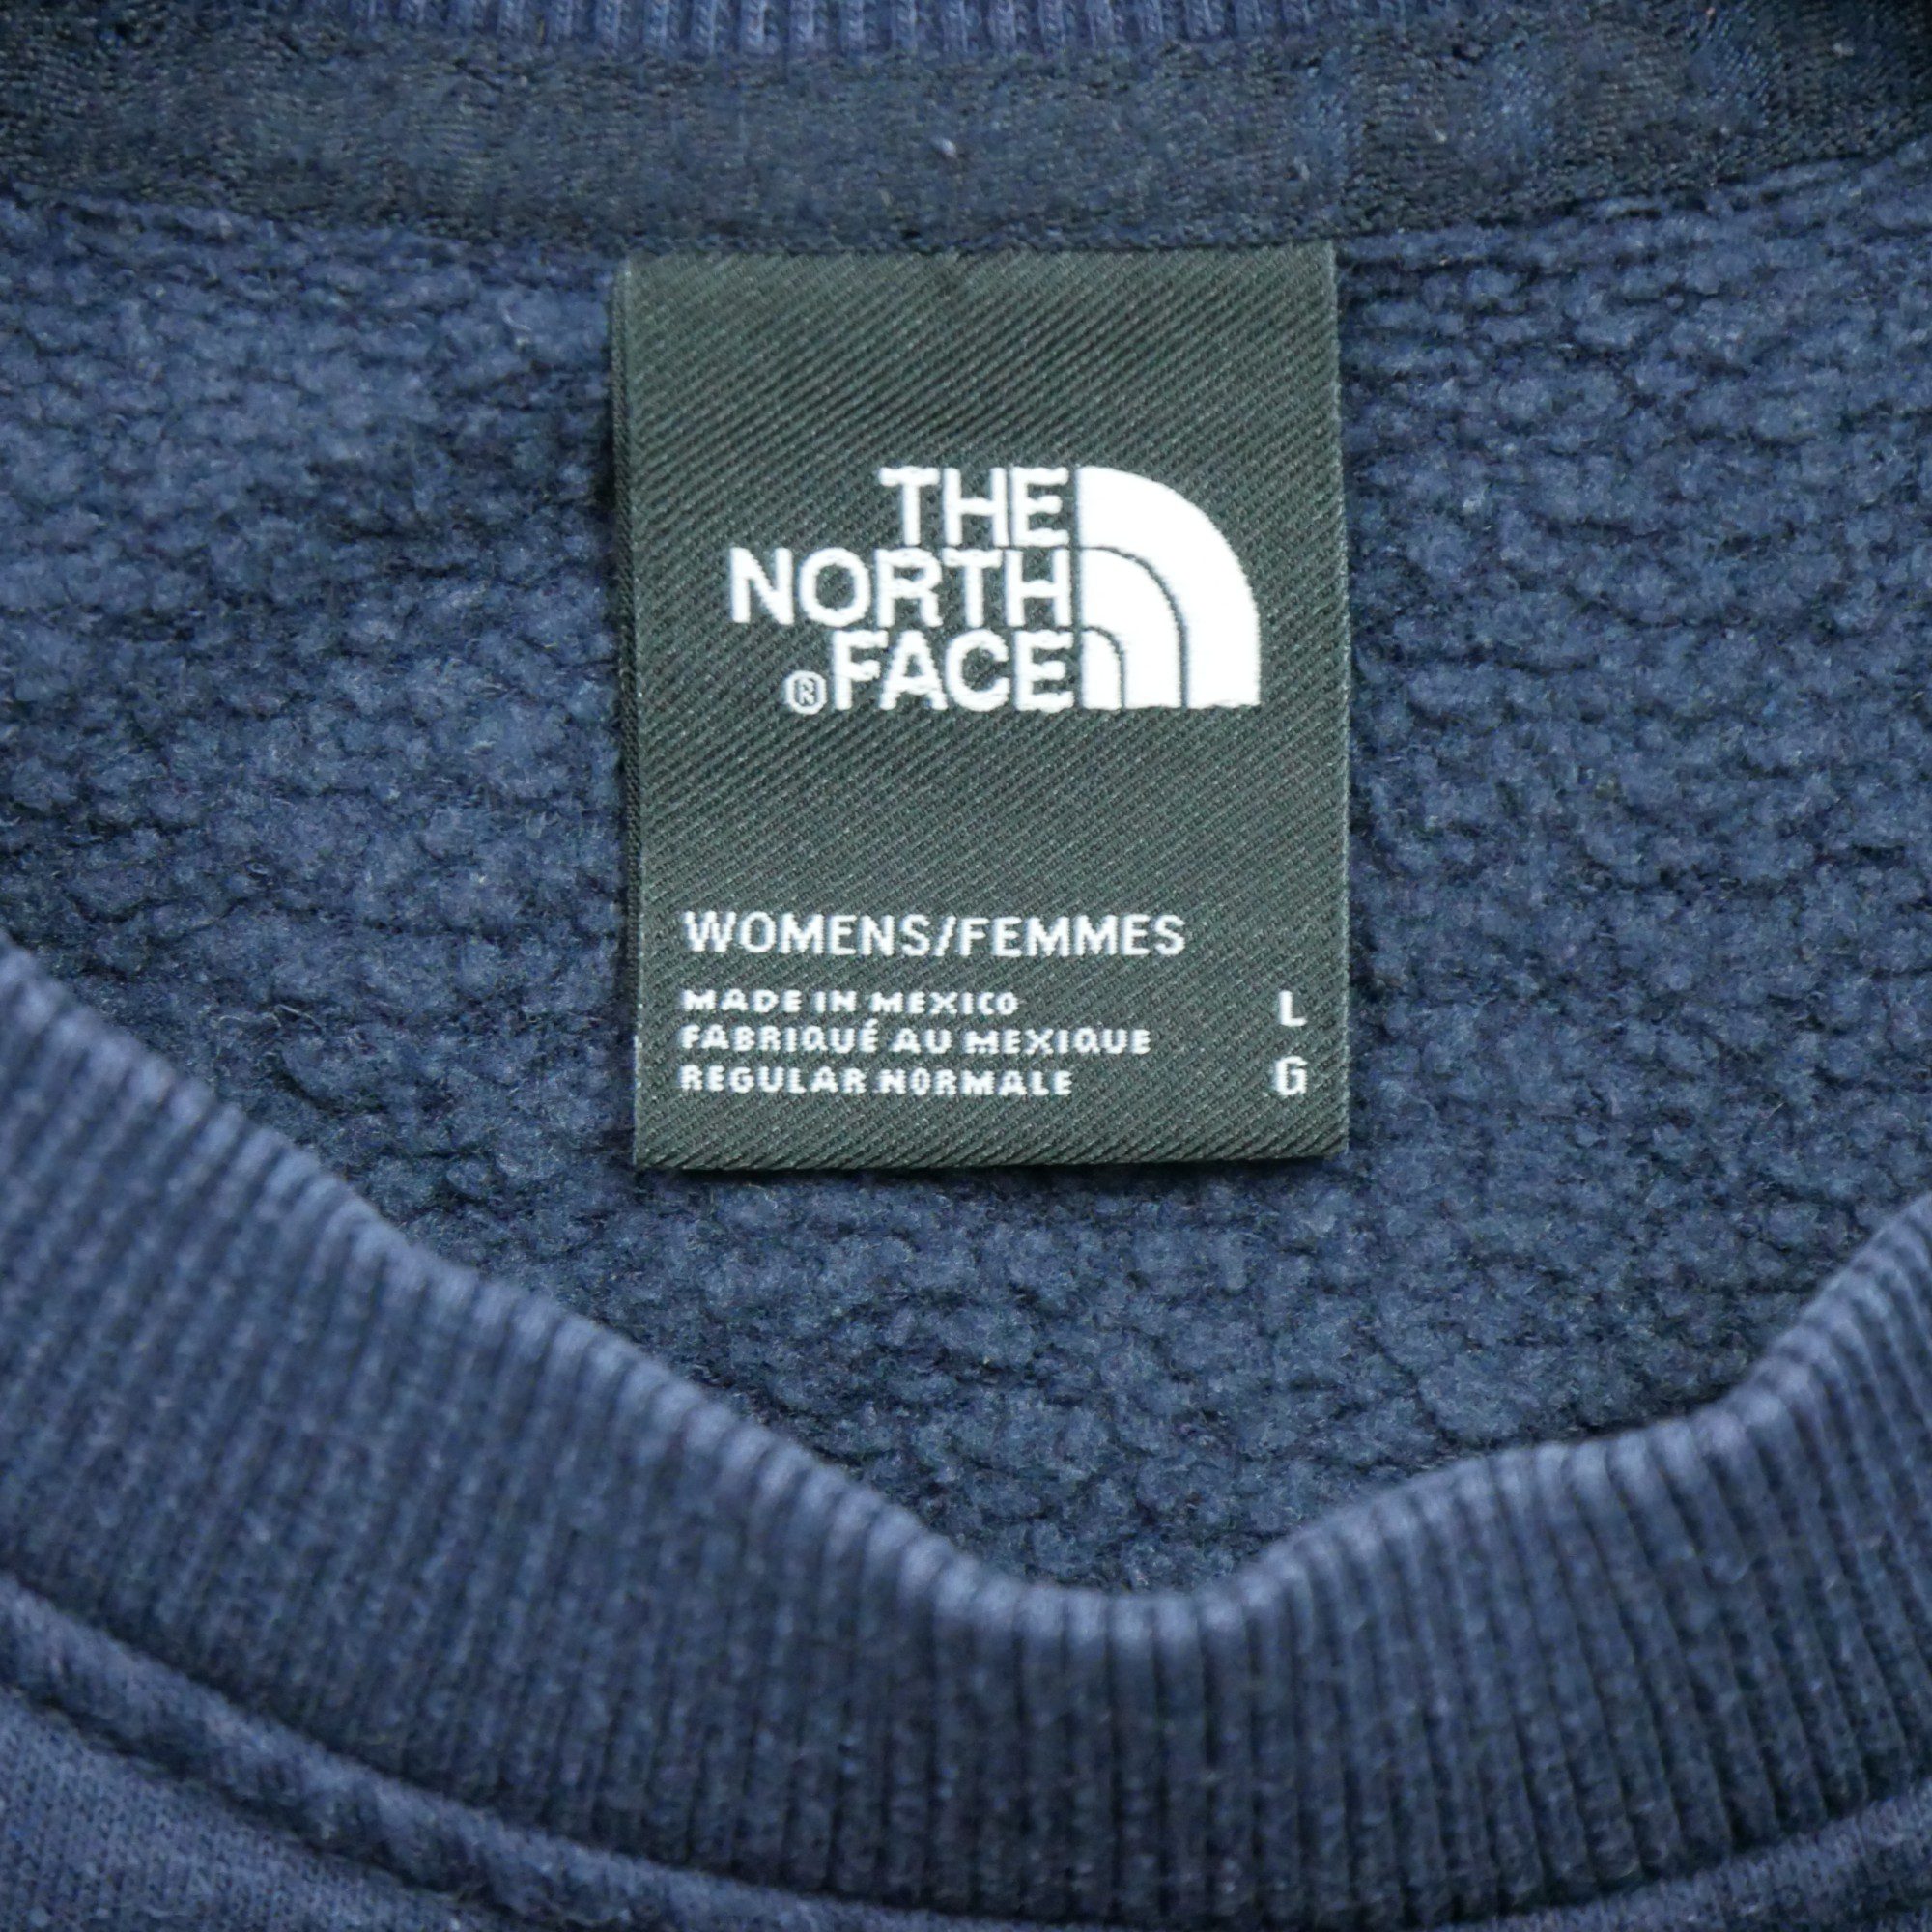 THE
NORTH
®FACE
WOMENS/FEMMES
MADE IN MEXICO L
FABRIQUÉ AU MEXIQUE
REGULAR NORMALE G